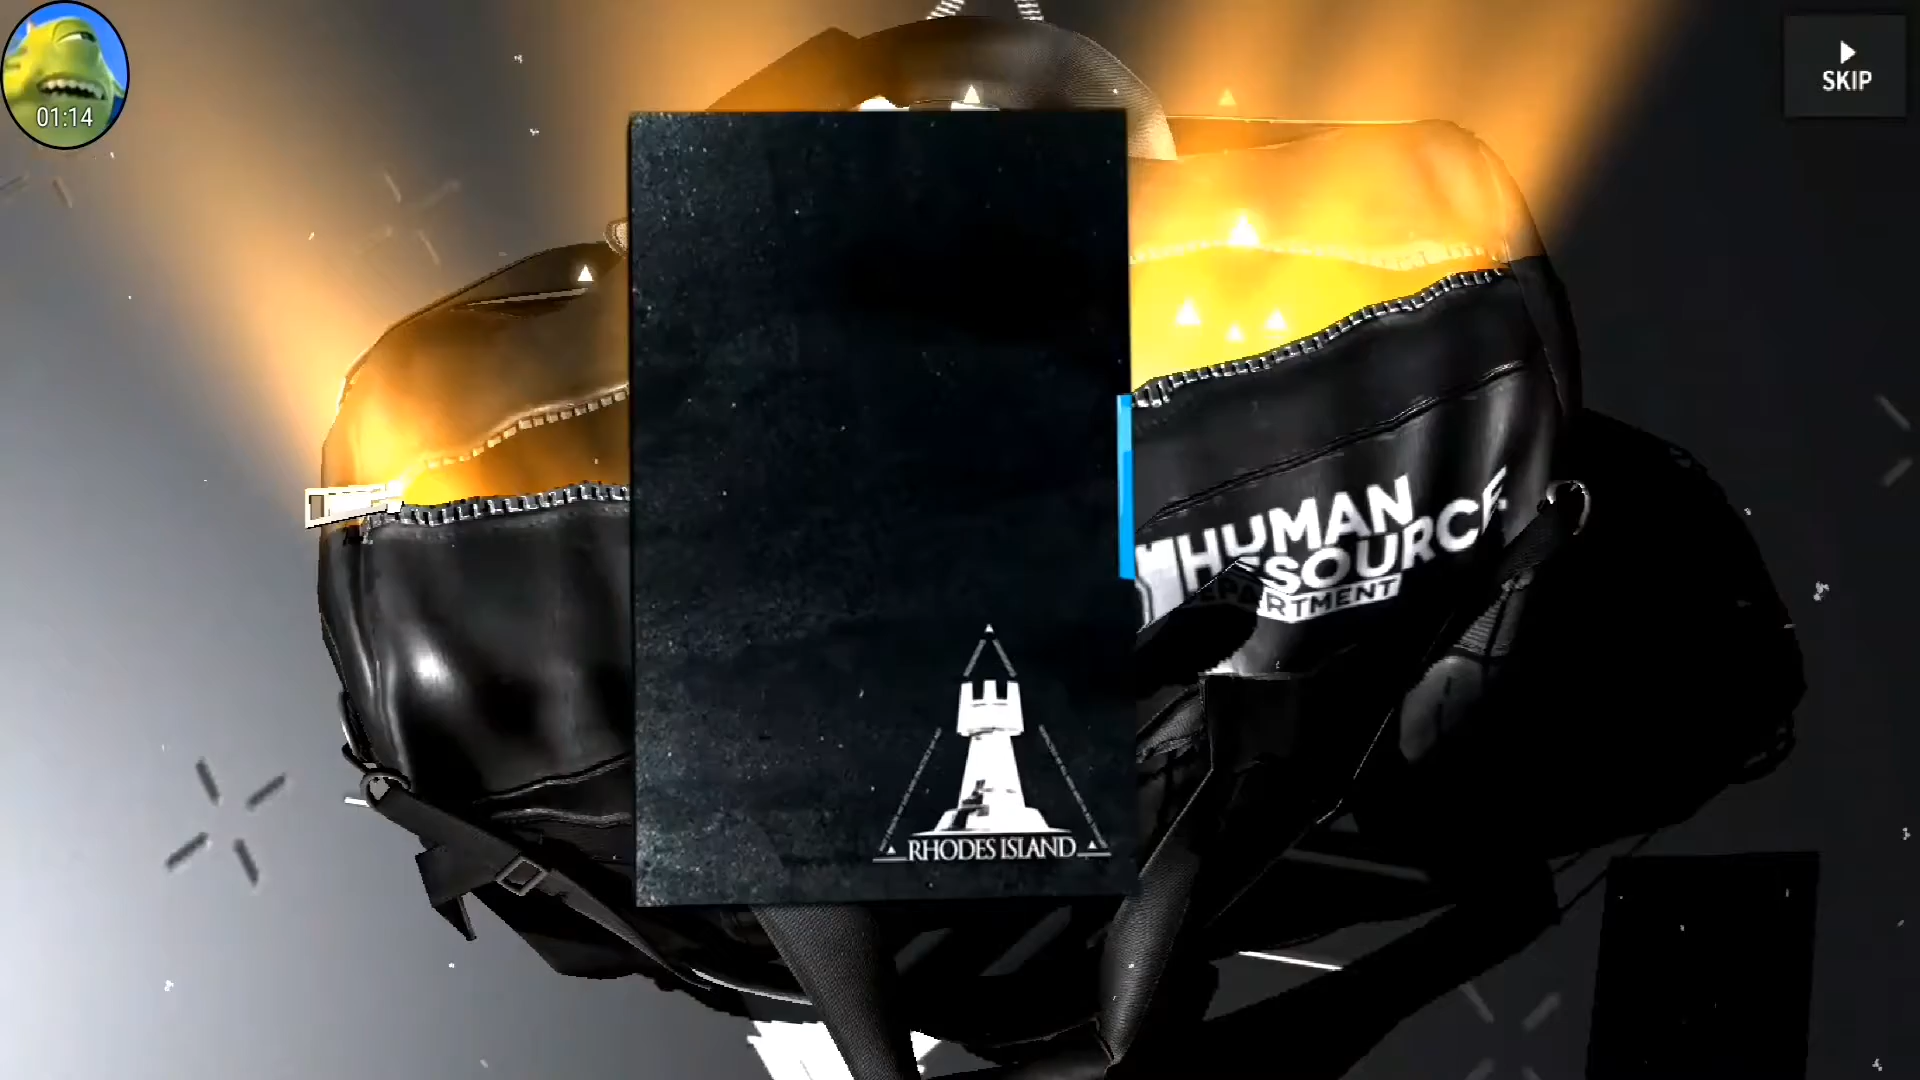 01:14
SKIP
HUMAN
RESOURCE
DEPARTMENT
RHODES ISLAND